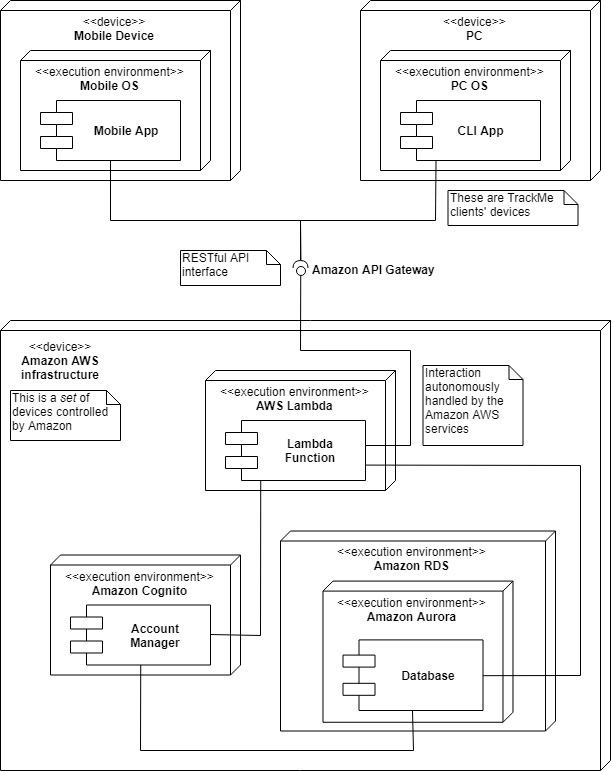 <<device>>
Mobile Device
<<execution environment>>
Mobile OS
Mobile App
<<device>>
PC
<<execution environment>>
PC OS
CLI App
These are TrackMe
clients' devices
RESTful API
interface
Amazon API Gateway
<<device>>
Amazon AWS
infrastructure
This is a set of
devices controlled
by Amazon
<<execution environment>>
AWS Lambda
Lambda
Function
Interaction
autonomously
handled by the
Amazon AWS
services
<<execution environment>>
Amazon Cognito
Account
Manager
<<execution environment>>
Amazon RDS
<<execution environment>>
Amazon Aurora
Database